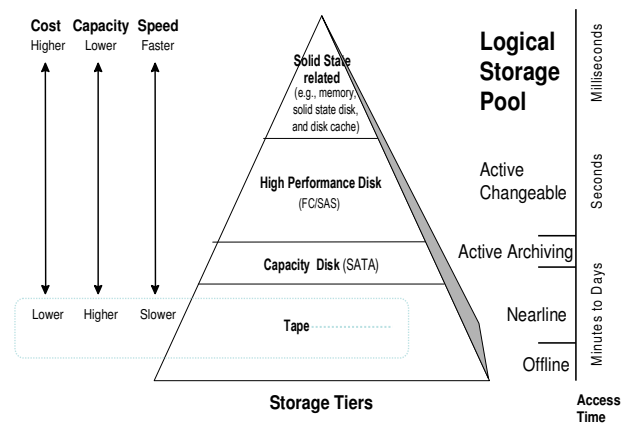 Cost Capacity Speed
Higher Lower Faster
Lower Higher Slower
Solid State
related
(e.g., memory,
solid state disk,
and disk cache)
High Performance Disk
(FC/SAS)
Capacity Disk (SATA)
Tape
Storage Tiers
Logical
Storage
Pool
Active
Changeable
Active Archiving
Nearline
Offline
Milliseconds
Seconds
Minutes to Days
Access
Time